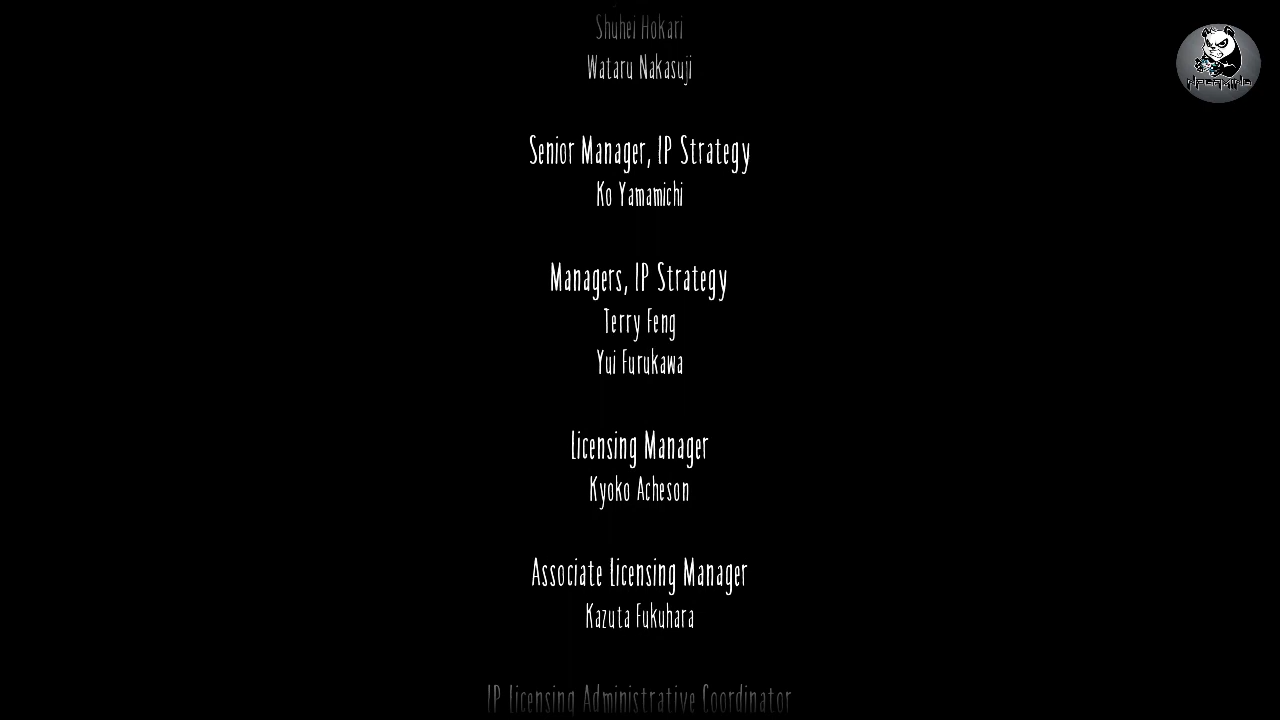 Shuhei Hokari
Wataru Nakasuji
Senior Manager, IP Strategy
Ko Yamamichi
Managers, IP Strategy
Terry Feng
Yui Furukawa
Licensing Manager
Kyoko Acheson
Associate Licensing Manager
Kazuta Fukuhara
IP Licensing Administrative Coordinator